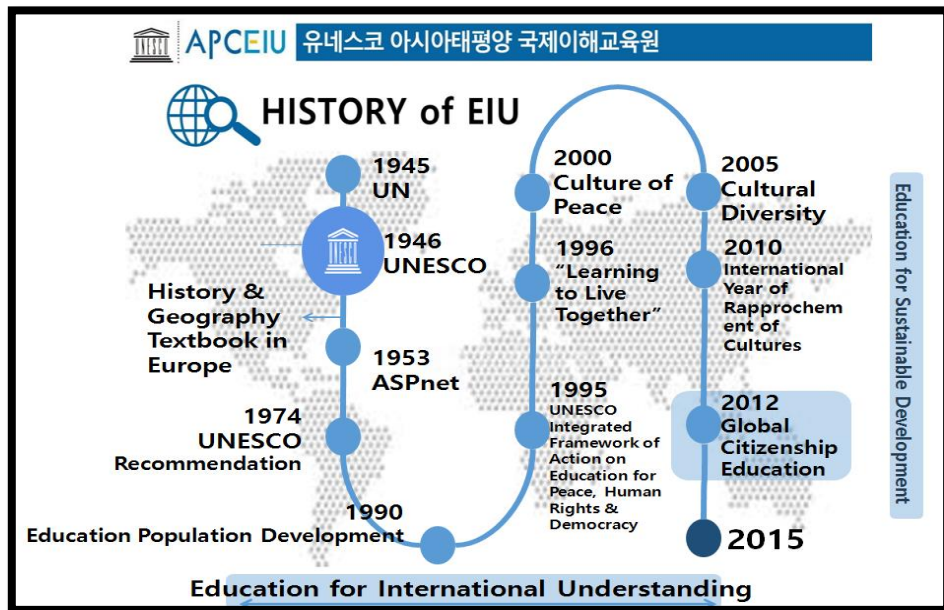 UNESCO
APCEIU 유네스코 아시아태평양 국제이해교육원
HISTORY of EIU
1945
UN
UNESCO
1946
UNESCO
History &
Geography
Textbook in
Europe
1953
ASPnet
1974
UNESCO
Recommendation
1990
Education Population Development
1995
UNESCO
Integrated
Framework of
Action on
Education for
Peace, Human
Rights &
Democracy
1996
“Learning
to Live
Together”
2000
Culture of
Peace
2005
Cultural
Diversity
2010
International
Year of
Rapprochem
ent of
Cultures
2012
Global
Citizenship
Education
2015
Education for Sustainable Development
Education for International Understanding